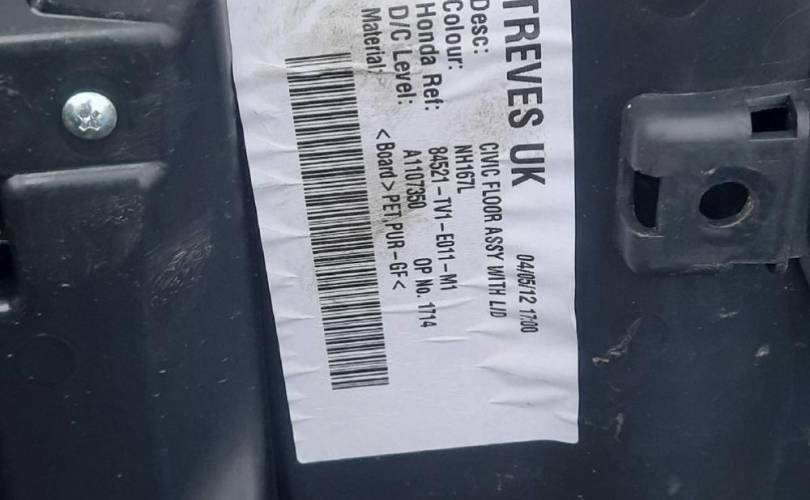 TREVES UK
04/05/12 17:00
Desc: CIVIC FLOOR ASSY WITH LID
Colour: NH167L
Honda Ref: 84521-TV1-E011-M1
D/C Level: A1107350 OP No. 1714
Material: <Board> PET,PUR-GF<